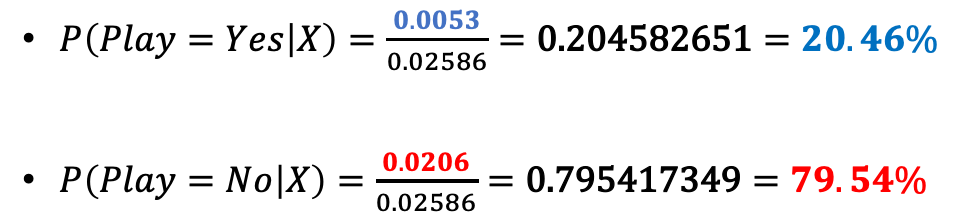 • P(Play = Yes|X) = 0.0053/0.02586 = 0.204582651 = 20.46%
• P(Play = No|X) = 0.0206/0.02586 = 0.795417349 = 79.54%